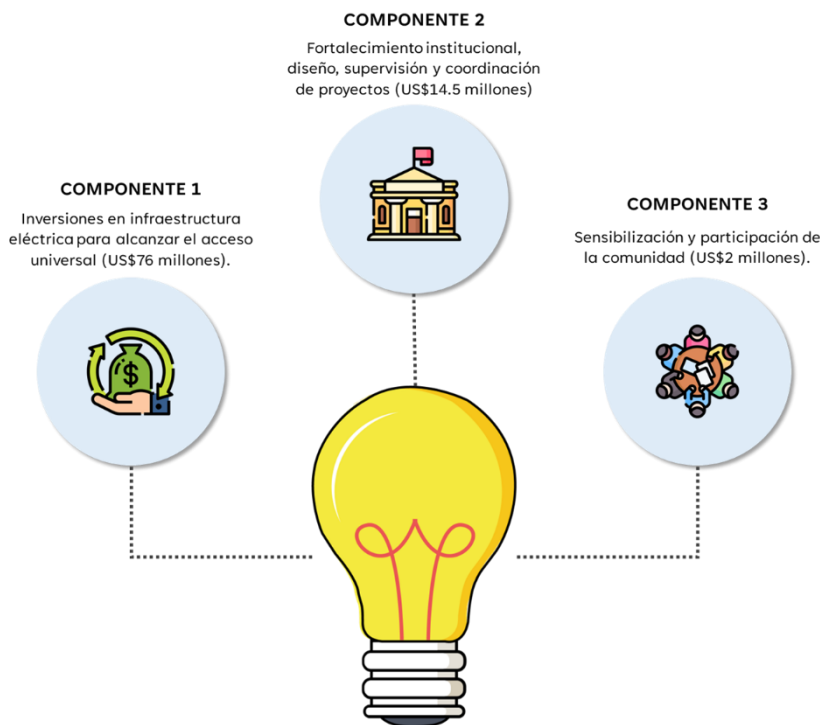 COMPONENTE 1
Inversiones en infraestructura
eléctrica para alcanzar el acceso
universal (US$76 millones).
COMPONENTE 2
Fortalecimiento institucional,
diseño, supervisión y coordinación
de proyectos (US$14.5 millones)
COMPONENTE 3
Sensibilización y participación de
la comunidad (US$2 millones).
$